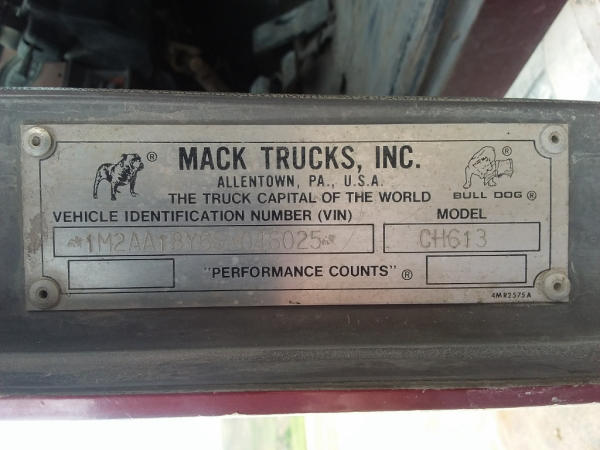 MACK TRUCKS, INC.
ALLENTOWN, PA., U.S.A.
THE TRUCK CAPITAL OF THE WORLD
BULL DOG ®
VEHICLE IDENTIFICATION NUMBER (VIN)
MODEL
CH613
"PERFORMANCE COUNTS" ®
4MR2575A